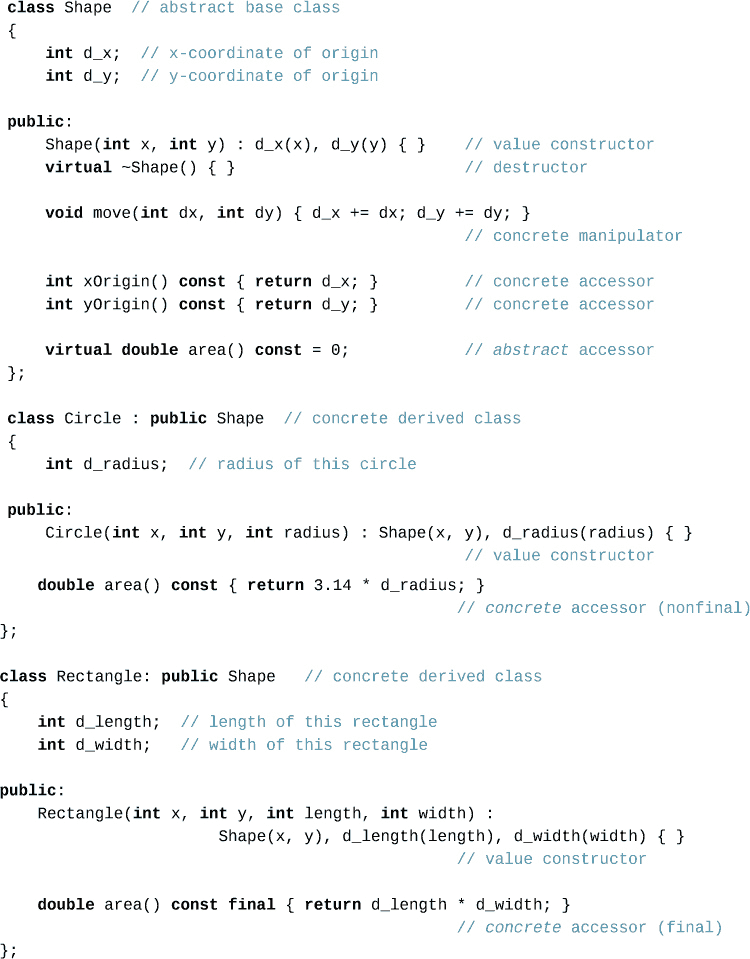 class Shape  // abstract base class
{
    int d_x;  // x-coordinate of origin
    int d_y;  // y-coordinate of origin

public:
    Shape(int x, int y) : d_x(x), d_y(y) { }    // value constructor
    virtual ~Shape() { }                        // destructor

    void move(int dx, int dy) { d_x += dx; d_y += dy; }
                                                // concrete manipulator

    int xOrigin() const { return d_x; }         // concrete accessor
    int yOrigin() const { return d_y; }         // concrete accessor

    virtual double area() const = 0;            // abstract accessor
};

class Circle : public Shape  // concrete derived class
{
    int d_radius;  // radius of this circle

public:
    Circle(int x, int y, int radius) : Shape(x, y), d_radius(radius) { }
                                                // value constructor
    double area() const { return 3.14 * d_radius; }
                                                // concrete accessor (nonfinal)
};

class Rectangle: public Shape   // concrete derived class
{
    int d_length;  // length of this rectangle
    int d_width;   // width of this rectangle

public:
    Rectangle(int x, int y, int length, int width) :
                       Shape(x, y), d_length(length), d_width(width) { }
                                                // value constructor

    double area() const final { return d_length * d_width; }
                                                // concrete accessor (final)
};